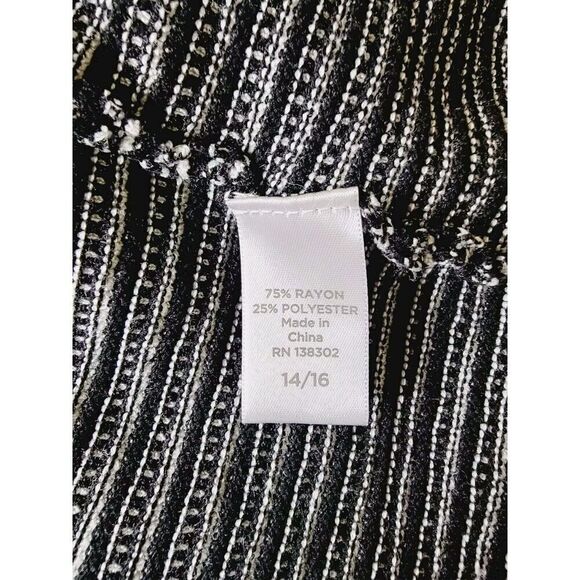 75% RAYON
25% POLYESTER
Made in
China
RN 138302
14/16